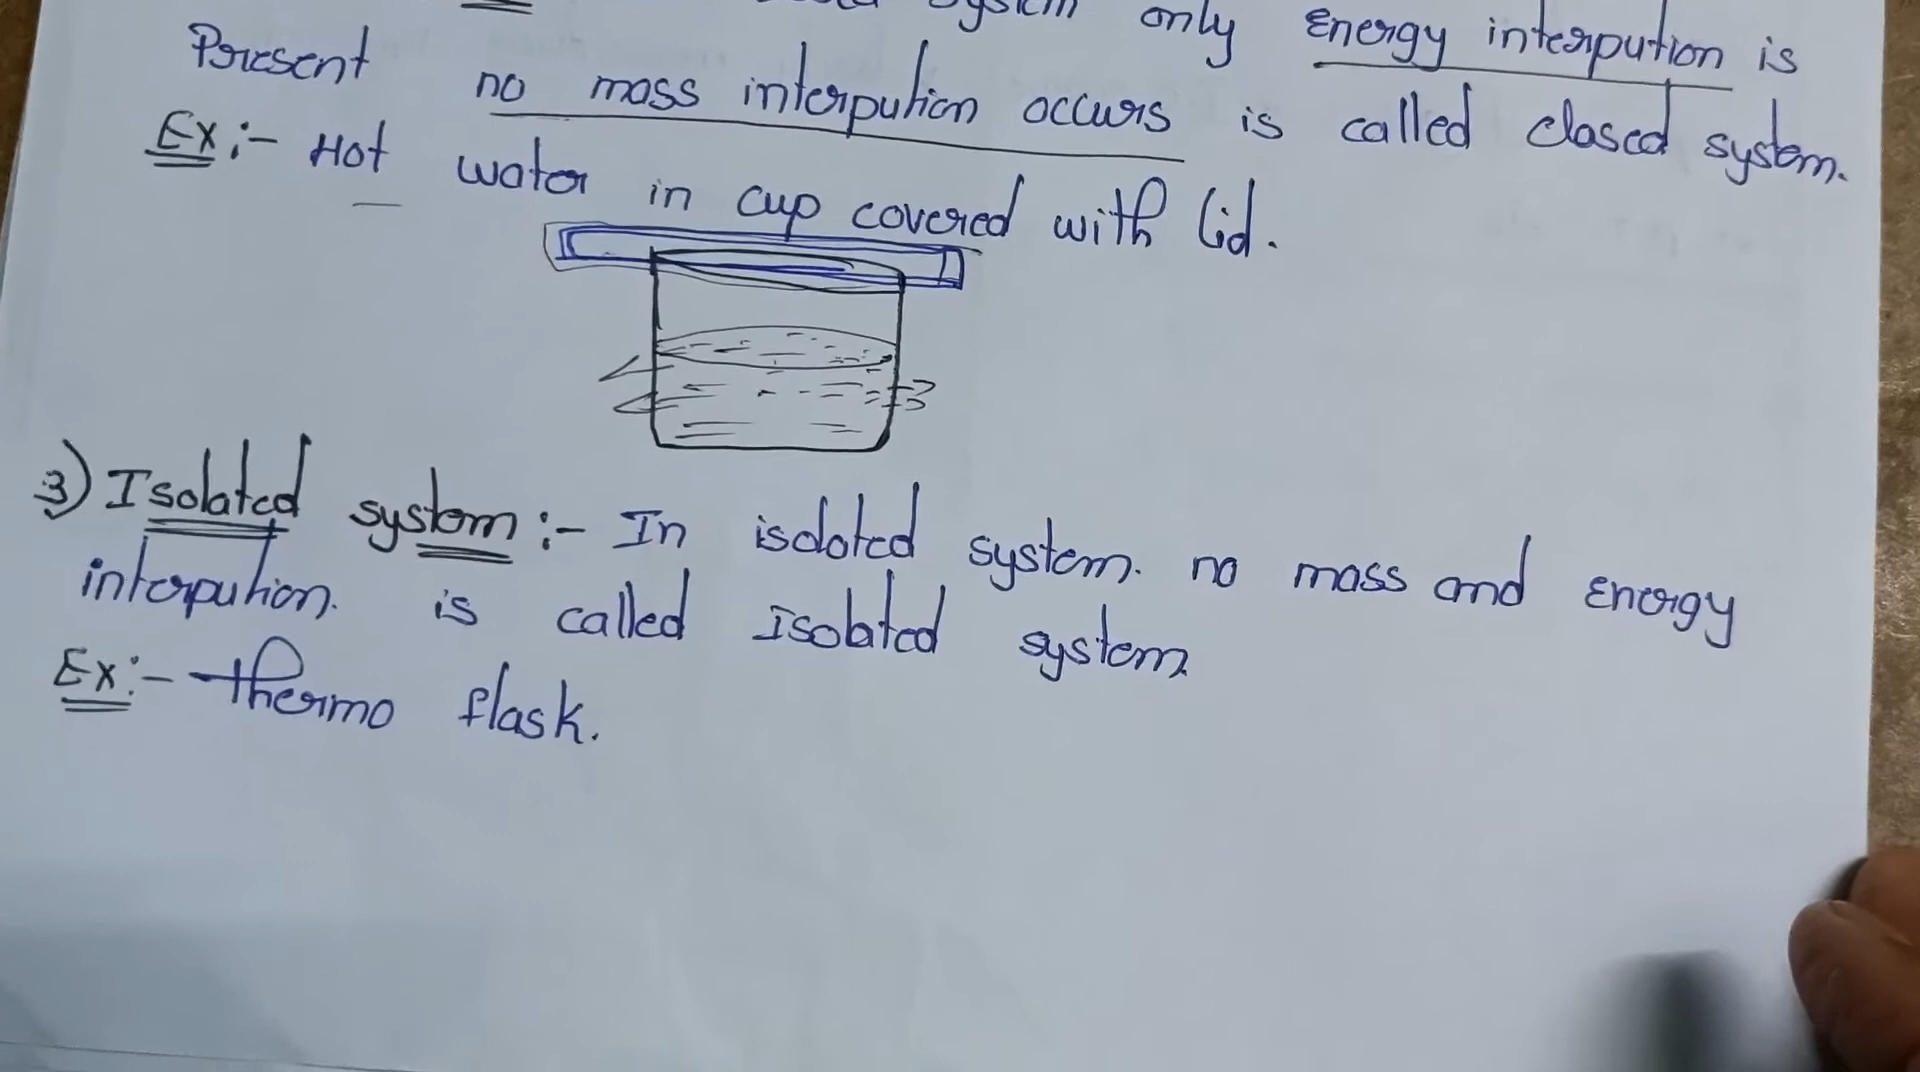 system only Energy interpution is
Present no mass interpution occurs is called closed system.
Ex:- Hot water in cup covered with lid.
3) Isolated system :- In isolated system. no mass and Energy
interpution. is called Isolated system
Ex:- thermo flask.